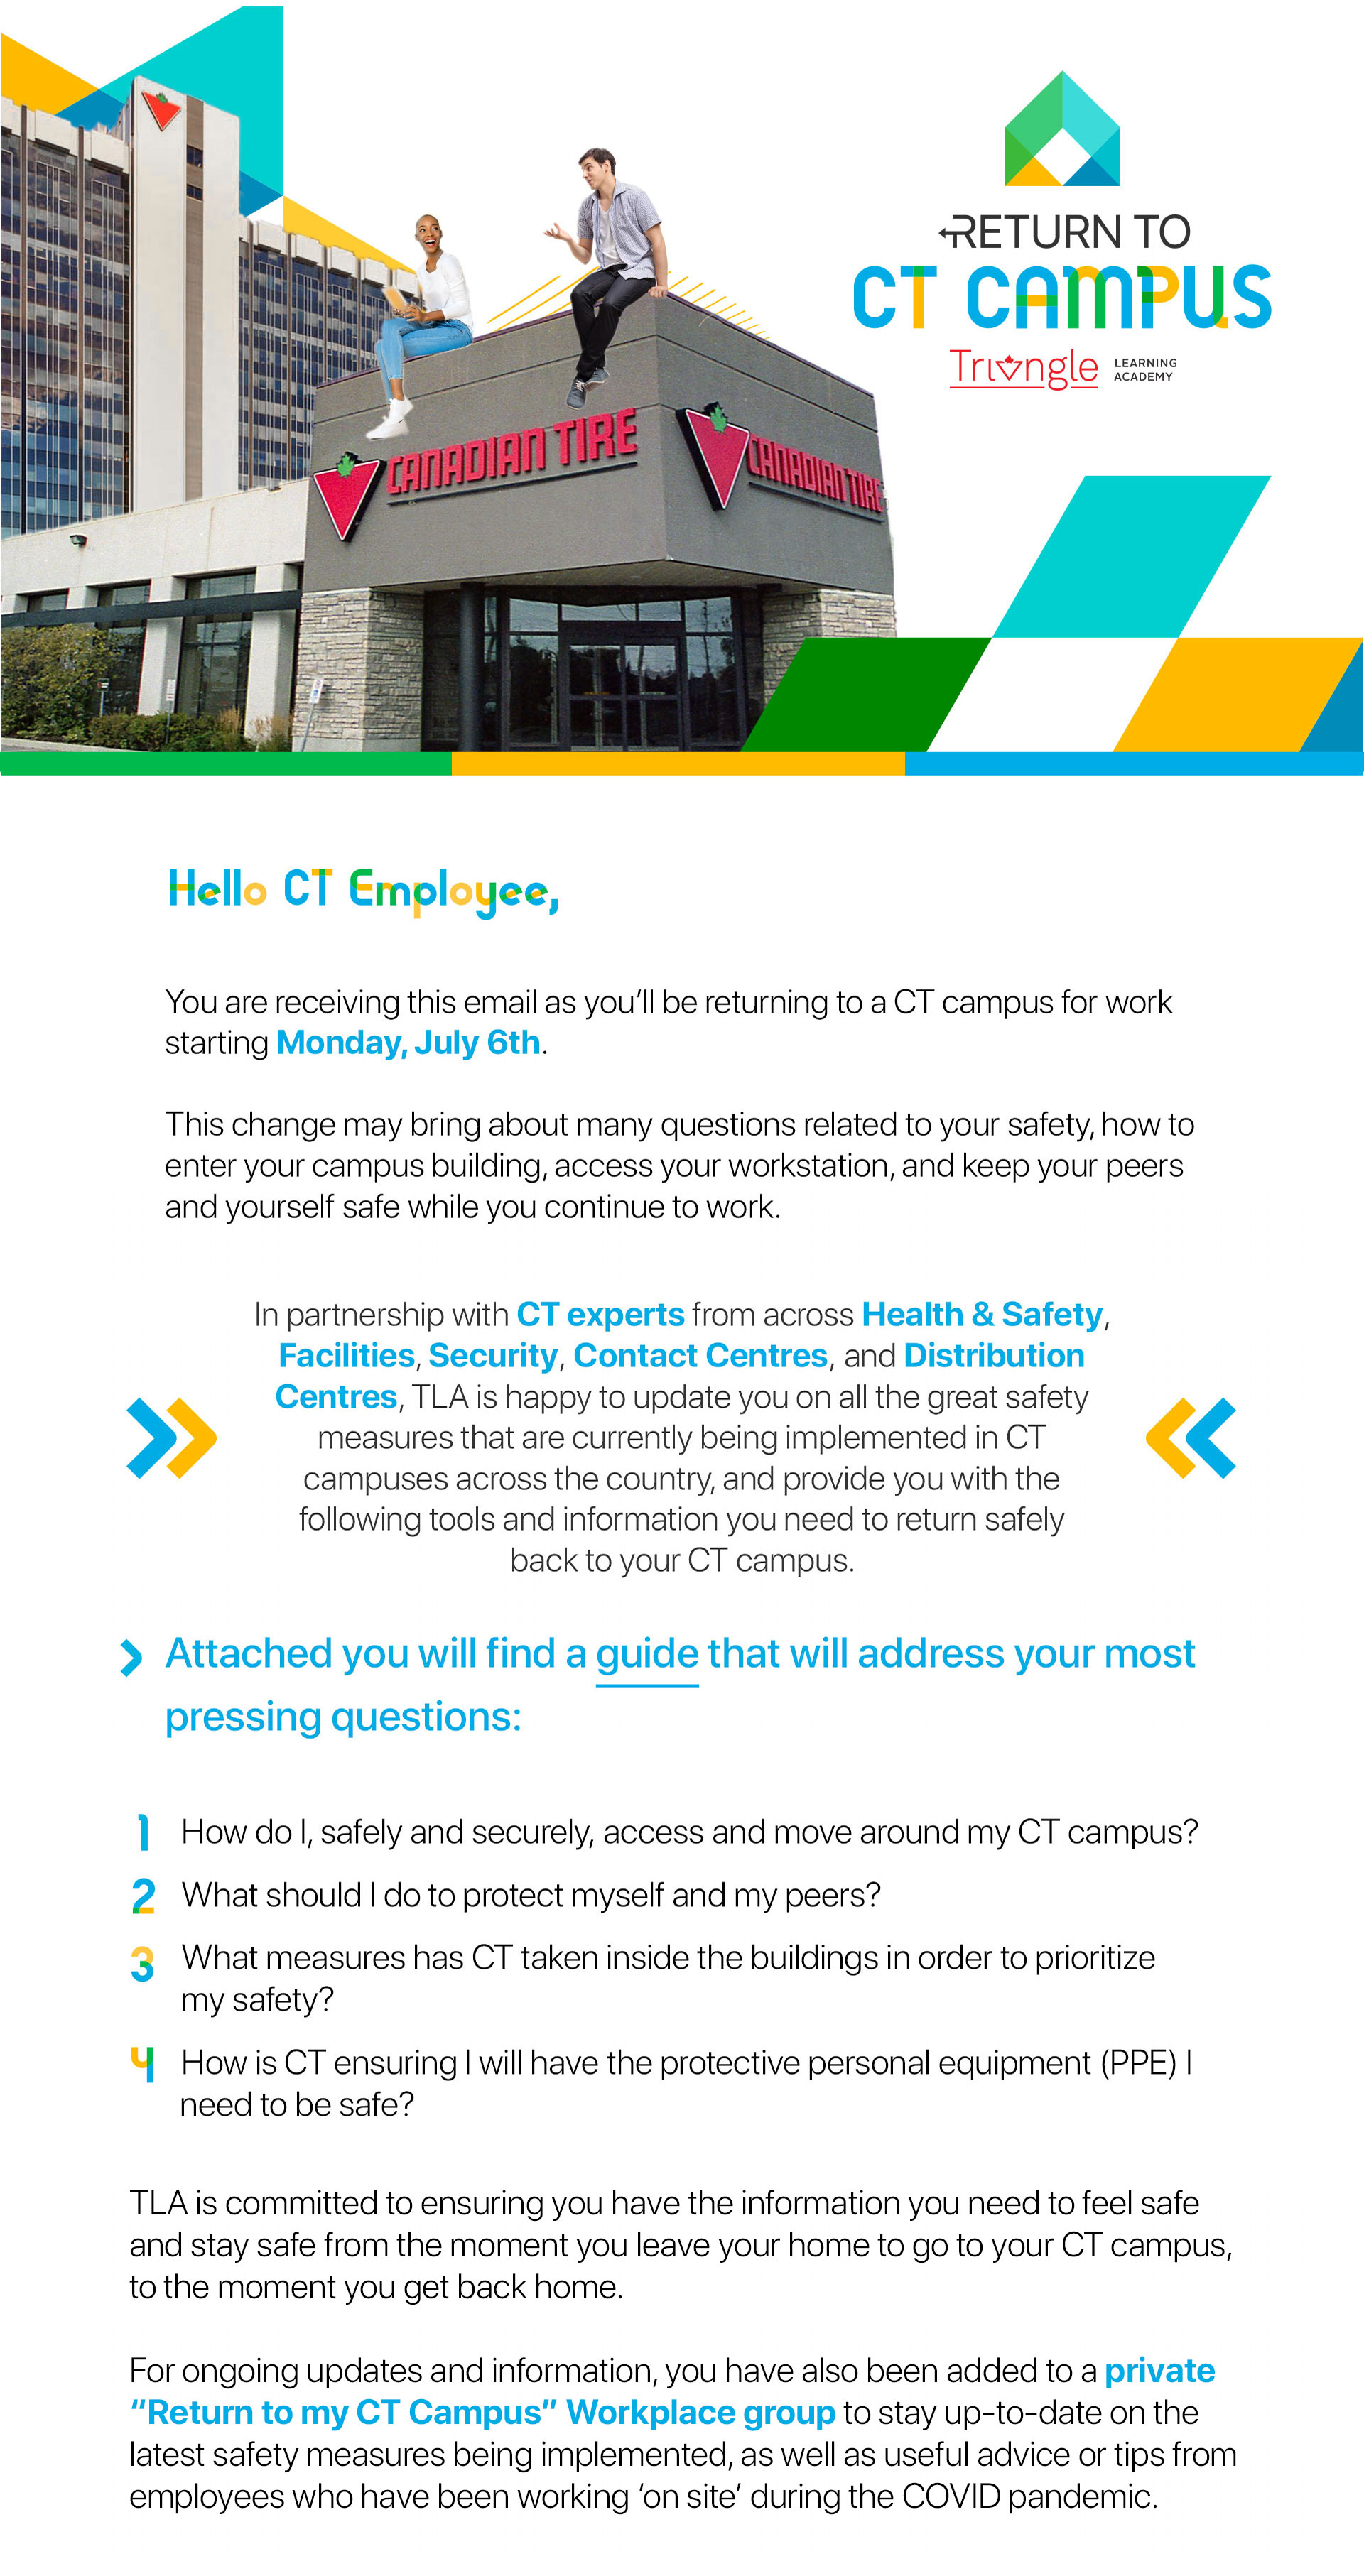 RETURN TO
CT CAMPUS
Triangle LEARNING
ACADEMY
CANADIAN TIRE
CANADIAN TIRE
Hello CT Employee,
You are receiving this email as you’ll be returning to a CT campus for work
starting Monday, July 6th.
This change may bring about many questions related to your safety, how to
enter your campus building, access your workstation, and keep your peers
and yourself safe while you continue to work.
In partnership with CT experts from across Health & Safety,
Facilities, Security, Contact Centres, and Distribution
Centres, TLA is happy to update you on all the great safety
measures that are currently being implemented in CT
campuses across the country, and provide you with the
following tools and information you need to return safely
back to your CT campus.
Attached you will find a guide that will address your most
pressing questions:
1 How do I, safely and securely, access and move around my CT campus?
2 What should I do to protect myself and my peers?
3 What measures has CT taken inside the buildings in order to prioritize
my safety?
4 How is CT ensuring I will have the protective personal equipment (PPE) I
need to be safe?
TLA is committed to ensuring you have the information you need to feel safe
and stay safe from the moment you leave your home to go to your CT campus,
to the moment you get back home.
For ongoing updates and information, you have also been added to a private
“Return to my CT Campus” Workplace group to stay up-to-date on the
latest safety measures being implemented, as well as useful advice or tips from
employees who have been working ‘on site’ during the COVID pandemic.